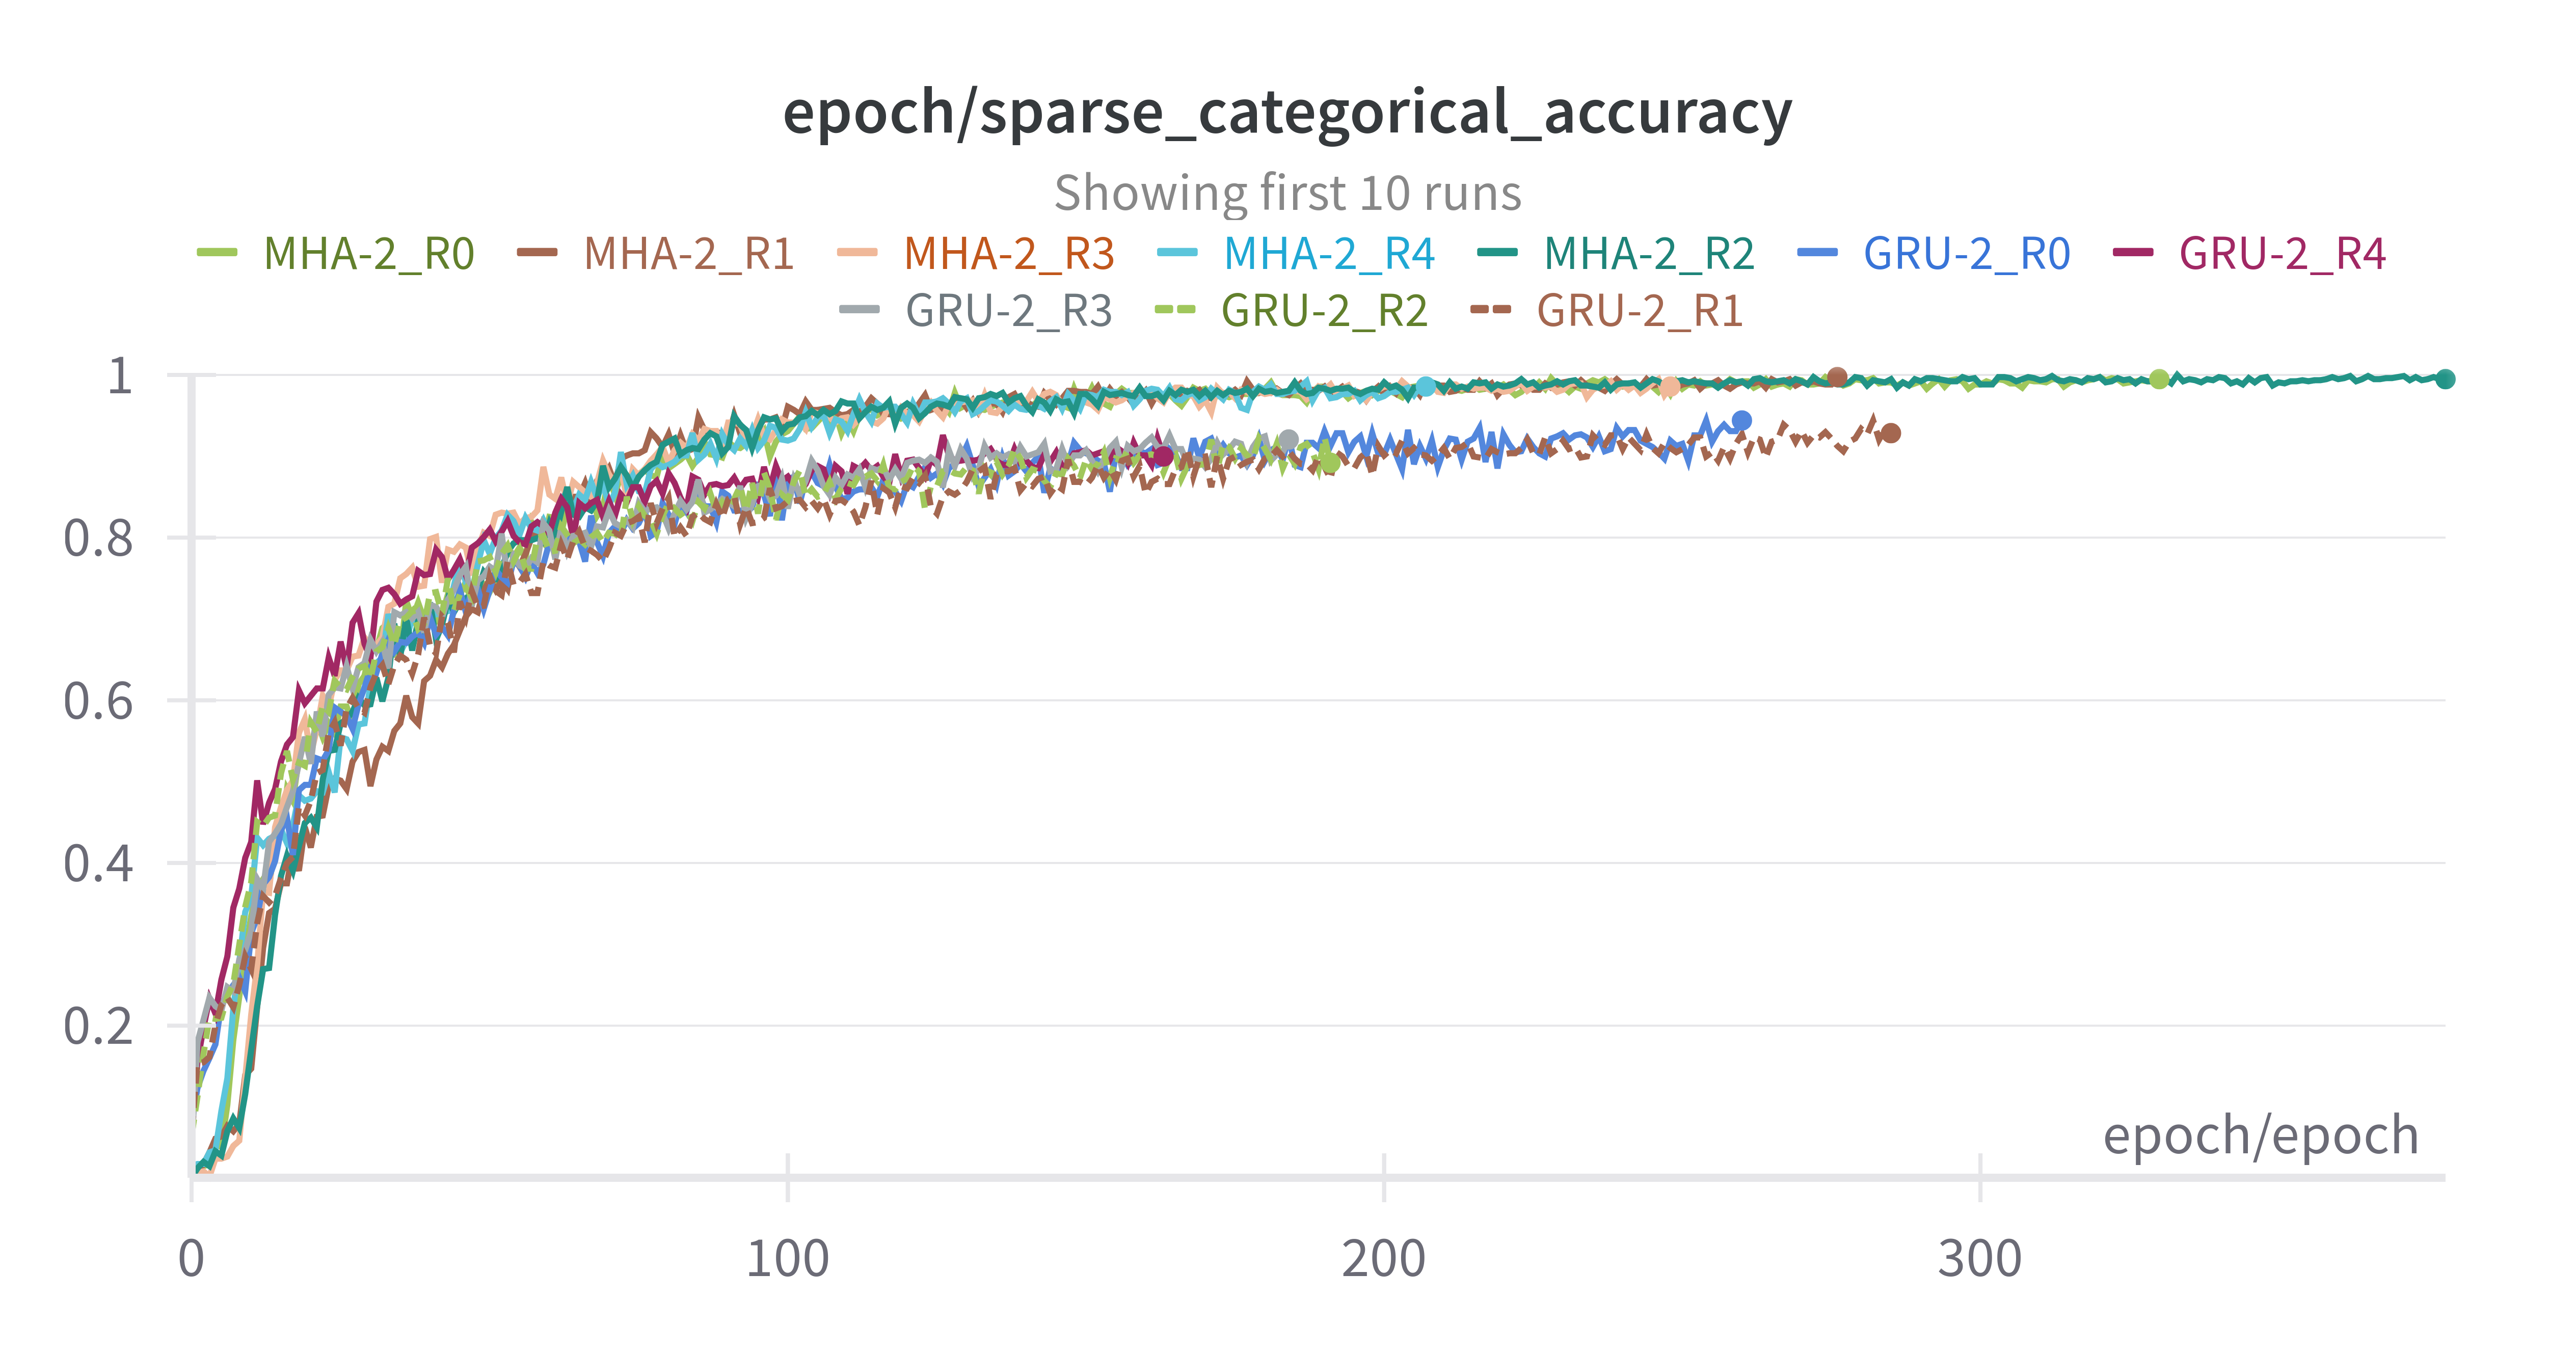 epoch/sparse_categorical_accuracy
Showing first 10 runs
MHA-2_R0 MHA-2_R1 MHA-2_R3 MHA-2_R4 MHA-2_R2 GRU-2_R0 GRU-2_R4
GRU-2_R3 GRU-2_R2 GRU-2_R1
1
0.8
0.6
0.4
0.2
epoch/epoch
0 100 200 300